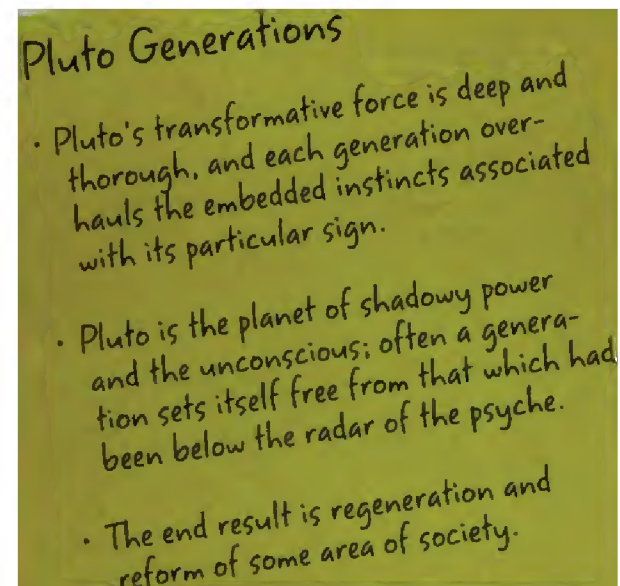 Pluto Generations
· Pluto's transformative force is deep and
thorough, and each generation over-
hauls the embedded instincts associated
with its particular sign.
· Pluto is the planet of shadowy power
and the unconscious; often a genera-
tion sets itself free from that which had
been below the radar of the psyche.
· The end result is regeneration and
reform of some area of society.